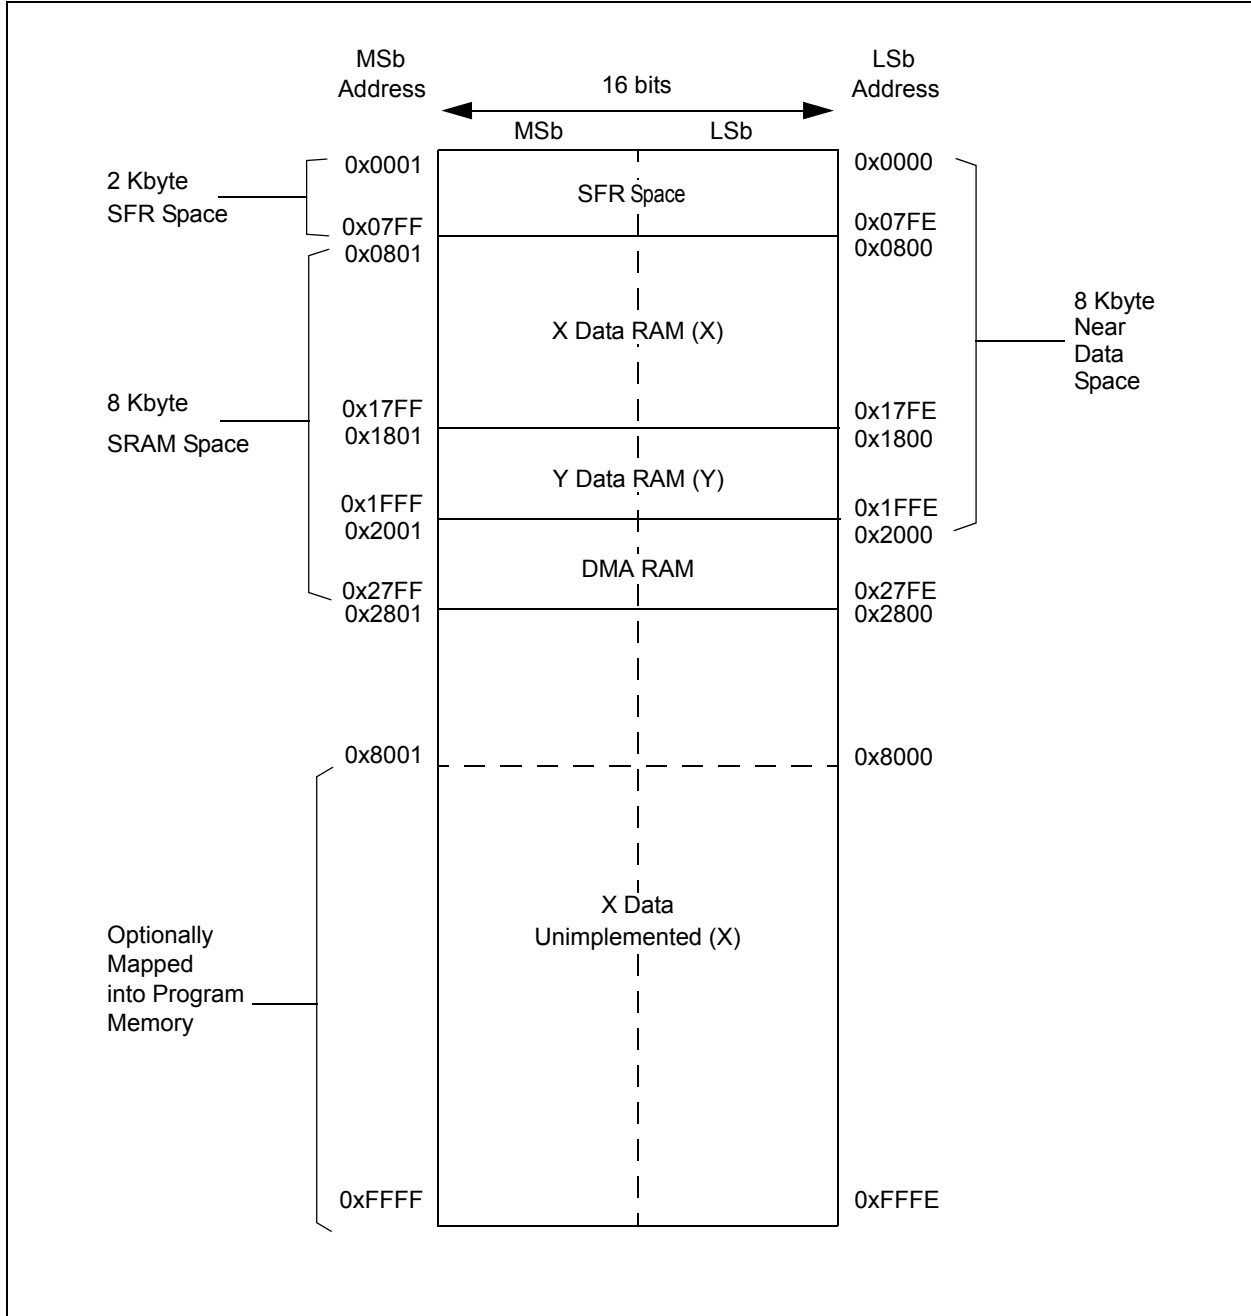 MSb
Address
16 bits
LSb
Address
MSb
LSb
2 Kbyte
SFR Space
0x0001
SFR Space
0x0000
0x07FF
0x07FE
0x0801
0x0800
X Data RAM (X)
8 Kbyte
Near
Data
Space
8 Kbyte
SRAM Space
0x17FF
0x17FE
0x1801
0x1800
Y Data RAM (Y)
0x1FFF
0x1FFE
0x2001
0x2000
DMA RAM
0x27FF
0x27FE
0x2801
0x2800
0x8001
0x8000
X Data
Unimplemented (X)
Optionally
Mapped
into Program
Memory
0xFFFF
0xFFFE